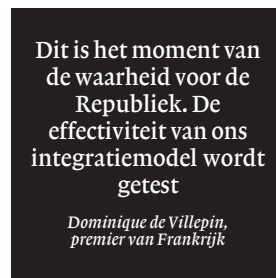 Dit is het moment van
de waarheid voor de
Republiek. De
effectiviteit van ons
integratiemodel wordt
getest
Dominique de Villepin,
premier van Frankrijk